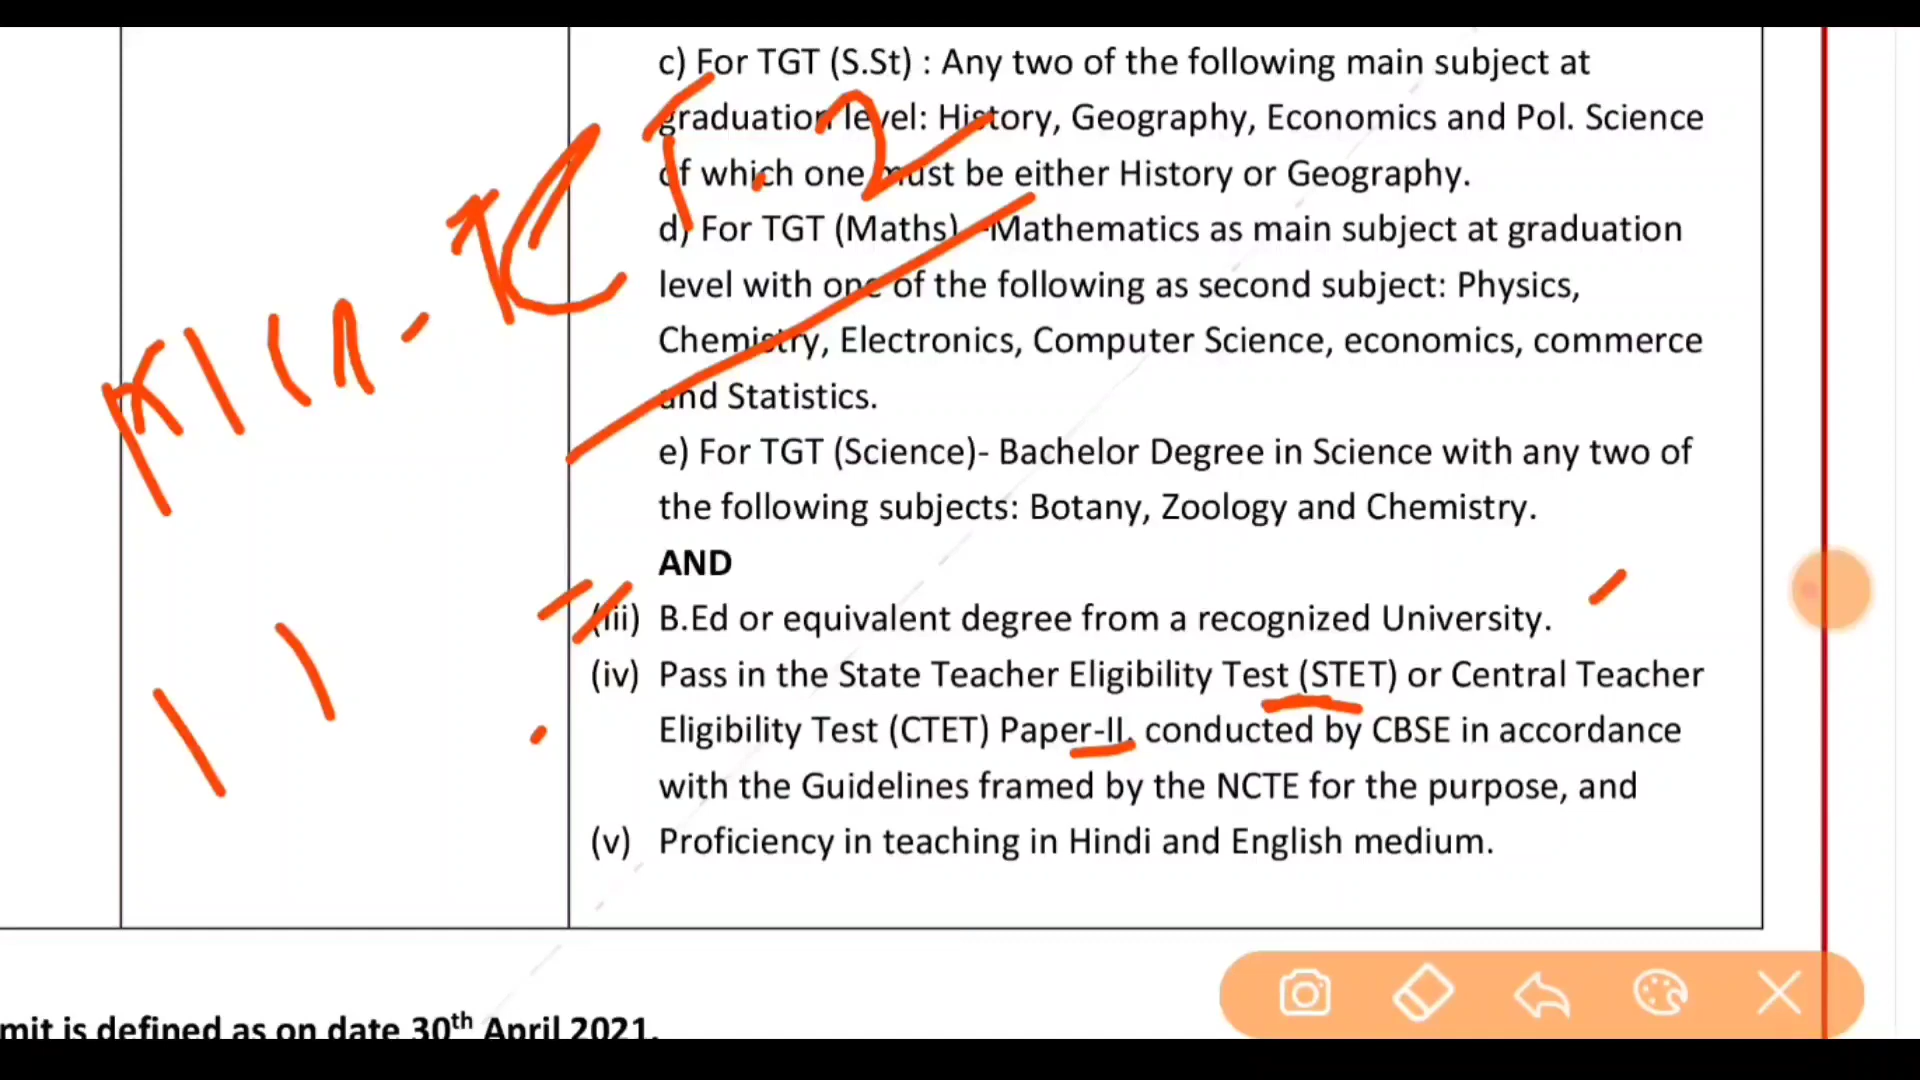 c) For TGT (S.St) : Any two of the following main subject at
graduation level: History, Geography, Economics and Pol. Science
of which one must be either History or Geography.
d) For TGT (Maths) -Mathematics as main subject at graduation
level with one of the following as second subject: Physics,
Chemistry, Electronics, Computer Science, economics, commerce
and Statistics.
e) For TGT (Science)- Bachelor Degree in Science with any two of
the following subjects: Botany, Zoology and Chemistry.
AND
(iii) B.Ed or equivalent degree from a recognized University.
(iv) Pass in the State Teacher Eligibility Test (STET) or Central Teacher
Eligibility Test (CTET) Paper-II, conducted by CBSE in accordance
with the Guidelines framed by the NCTE for the purpose, and
(v) Proficiency in teaching in Hindi and English medium.
mit is defined as on date 30th April 2021.